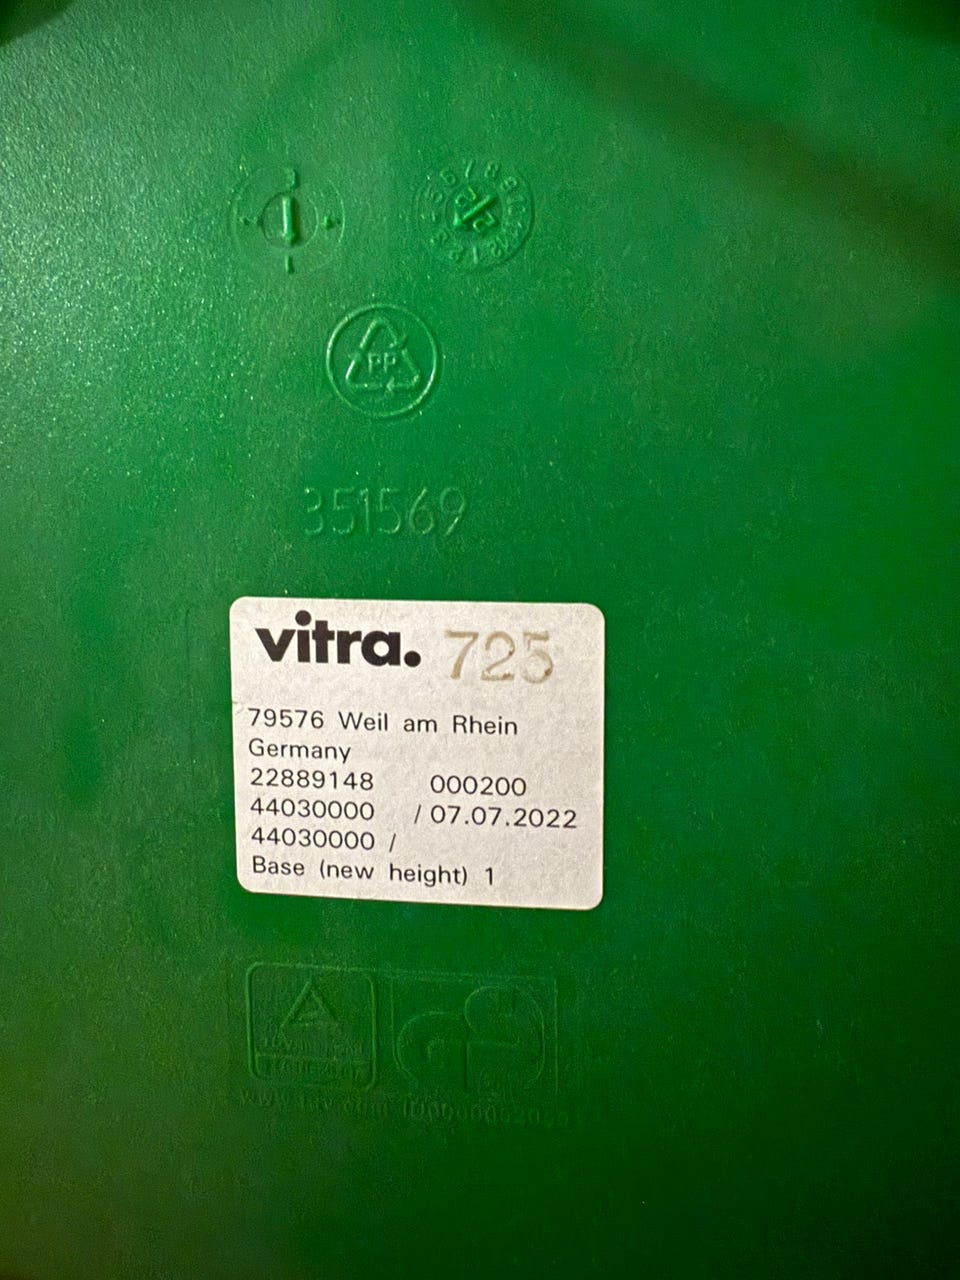 PP
351569
vitra. 725
79576 Weil am Rhein
Germany
22889148 000200
44030000 / 07.07.2022
44030000 /
Base (new height) 1